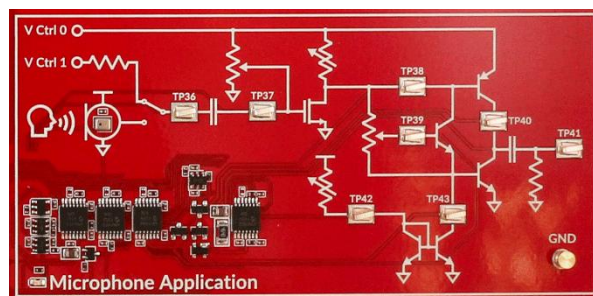 V Ctrl 0
V Ctrl 1
TP36
TP37
TP38
TP39
TP40
TP41
TP42
TP43
GND
Microphone Application